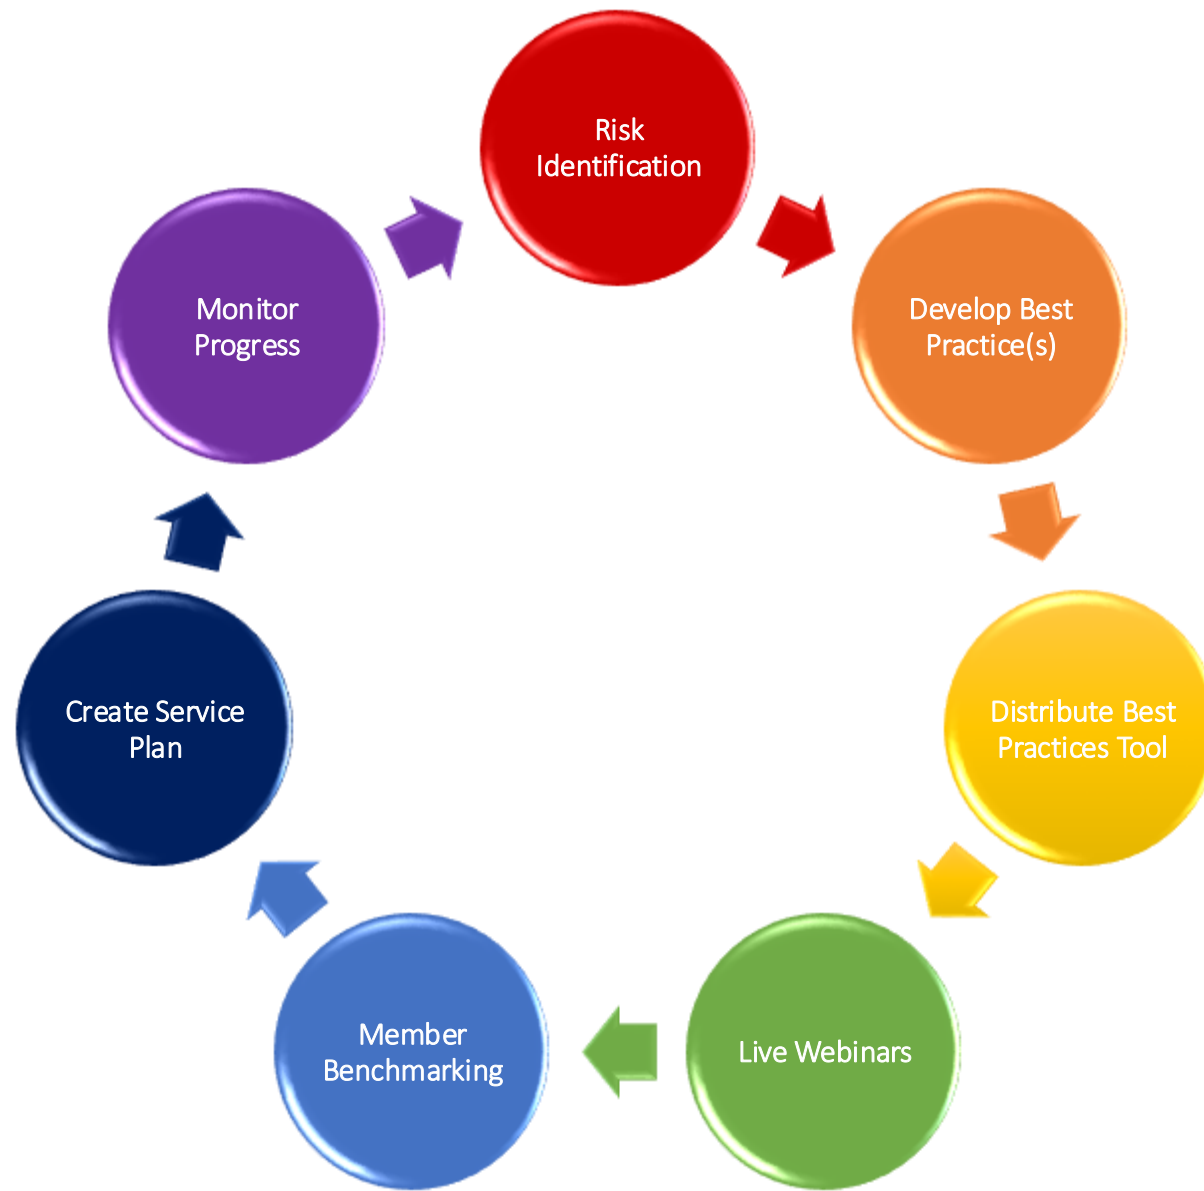 Risk
Identification
Develop Best
Practice(s)
Distribute Best
Practices Tool
Live Webinars
Member
Benchmarking
Create Service
Plan
Monitor
Progress